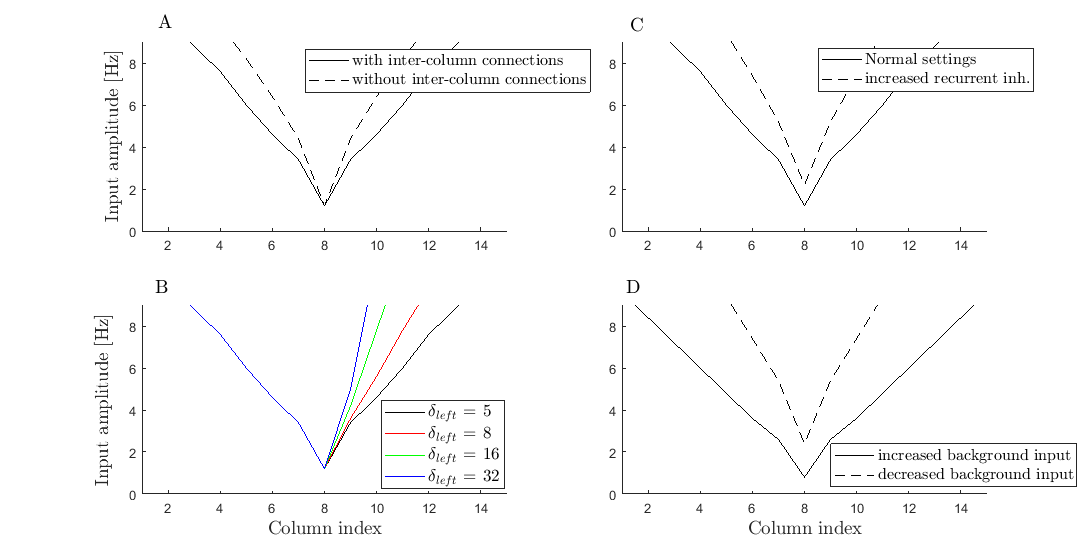 A
Input amplitude [Hz]
8
6
4
2
0
2 4 6 8 10 12 14
with inter-column connections
without inter-column connections
C
8
6
4
2
0
2 4 6 8 10 12 14
Normal settings
increased recurrent inh.
B
Input amplitude [Hz]
8
6
4
2
0
2 4 6 8 10 12 14
Column index
δleft = 5
δleft = 8
δleft = 16
δleft = 32
D
8
6
4
2
0
2 4 6 8 10 12 14
Column index
increased background input
decreased background input